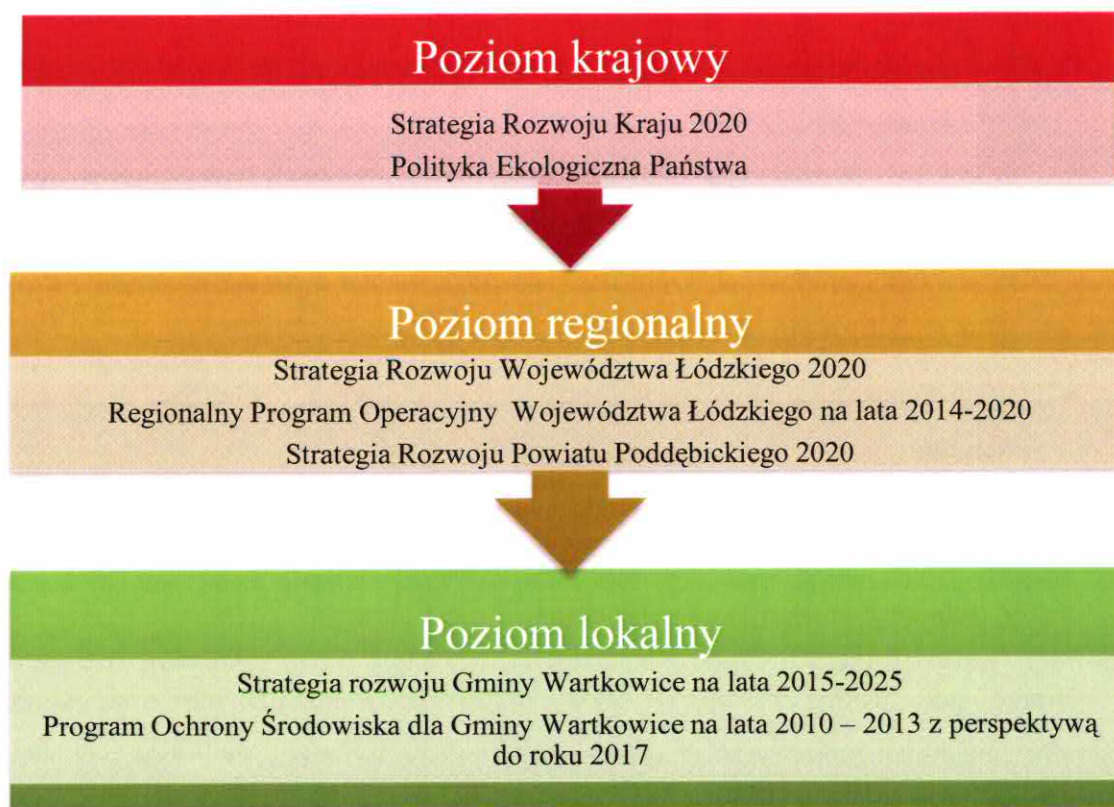 Poziom krajowy
Strategia Rozwoju Kraju 2020
Polityka Ekologiczna Państwa
Poziom regionalny
Strategia Rozwoju Województwa Łódzkiego 2020
Regionalny Program Operacyjny Województwa Łódzkiego na lata 2014-2020
Strategia Rozwoju Powiatu Poddębickiego 2020
Poziom lokalny
Strategia rozwoju Gminy Wartkowice na lata 2015-2025
Program Ochrony Środowiska dla Gminy Wartkowice na lata 2010 – 2013 z perspektywą
do roku 2017